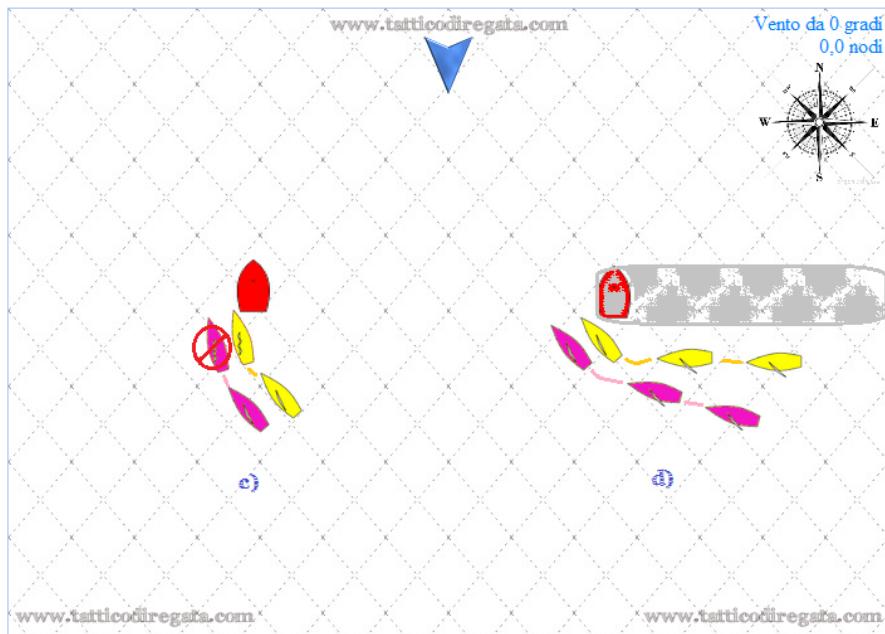 www.tatticodiregata.com
Vento da 0 gradi
0,0 nodi
N
W E
S
c)
d)
www.tatticodiregata.com
www.tatticodiregata.com